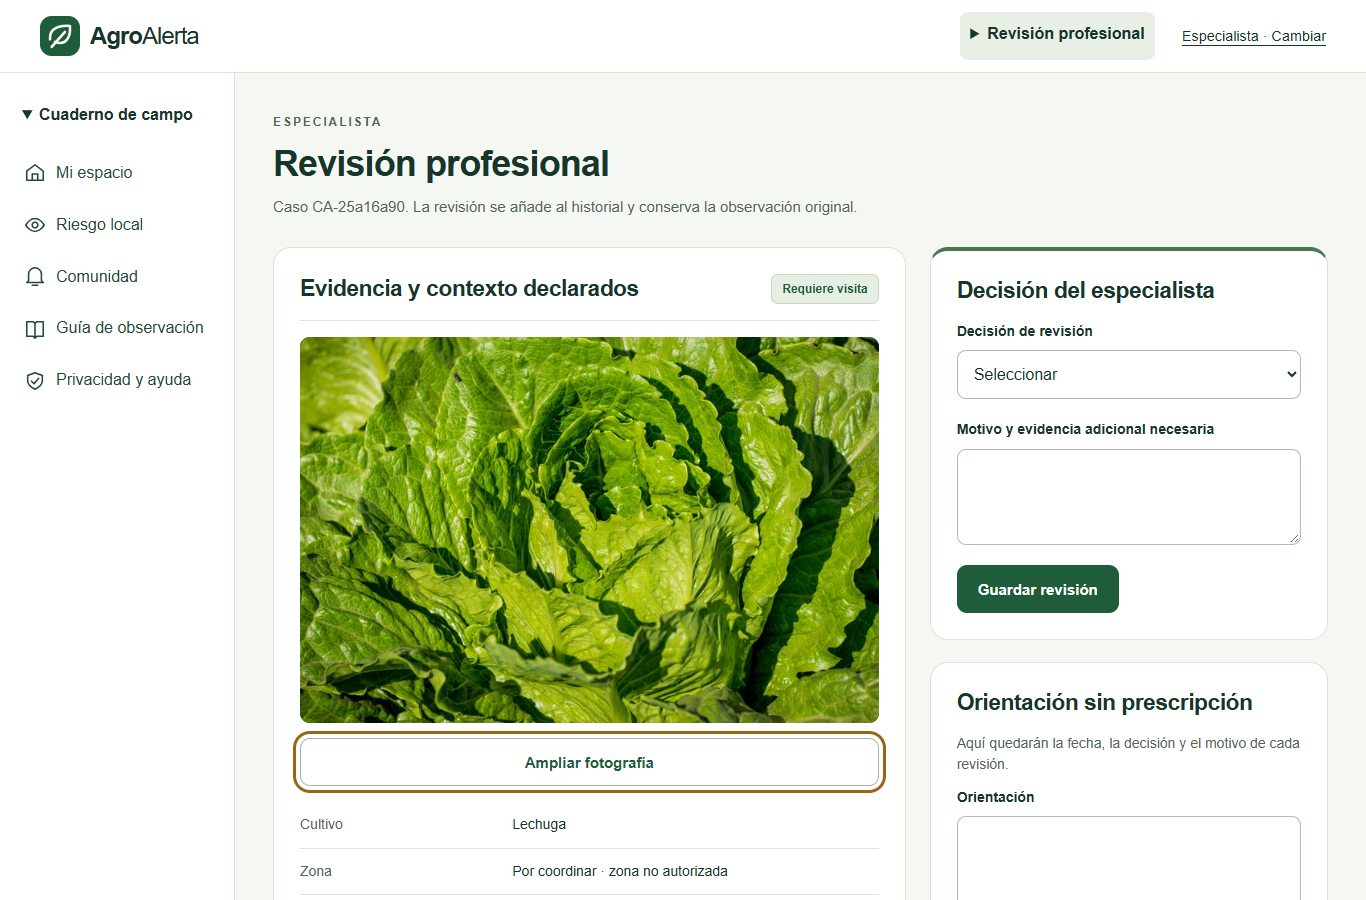 AgroAlerta
Revisión profesional
Especialista · Cambiar
Cuaderno de campo
Mi espacio
Riesgo local
Comunidad
Guía de observación
Privacidad y ayuda
ESPECIALISTA
Revisión profesional
Caso CA-25a16a90. La revisión se añade al historial y conserva la observación original.
Evidencia y contexto declarados
Requiere visita
Ampliar fotografía
Cultivo
Lechuga
Zona
Por coordinar · zona no autorizada
Decisión del especialista
Decisión de revisión
Seleccionar
Motivo y evidencia adicional necesaria
Guardar revisión
Orientación sin prescripción
Aquí quedarán la fecha, la decisión y el motivo de cada
revisión.
Orientación